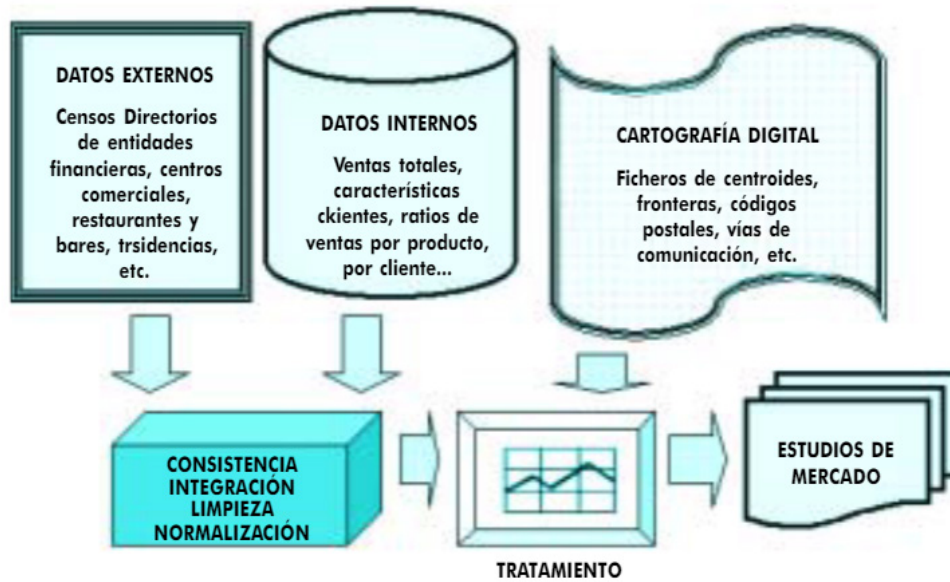 DATOS EXTERNOS
Censos Directorios
de entidades
financieras, centros
comerciales,
restaurantes y
bares, trsidencias,
etc.
DATOS INTERNOS
Ventas totales,
características
ckientes, ratios de
ventas por producto,
por cliente...
CARTOGRAFÍA DIGITAL
Ficheros de centroides,
fronteras, códigos
postales, vías de
comunicación, etc.
CONSISTENCIA
INTEGRACIÓN
LIMPIEZA
NORMALIZACIÓN
TRATAMIENTO
ESTUDIOS DE
MERCADO